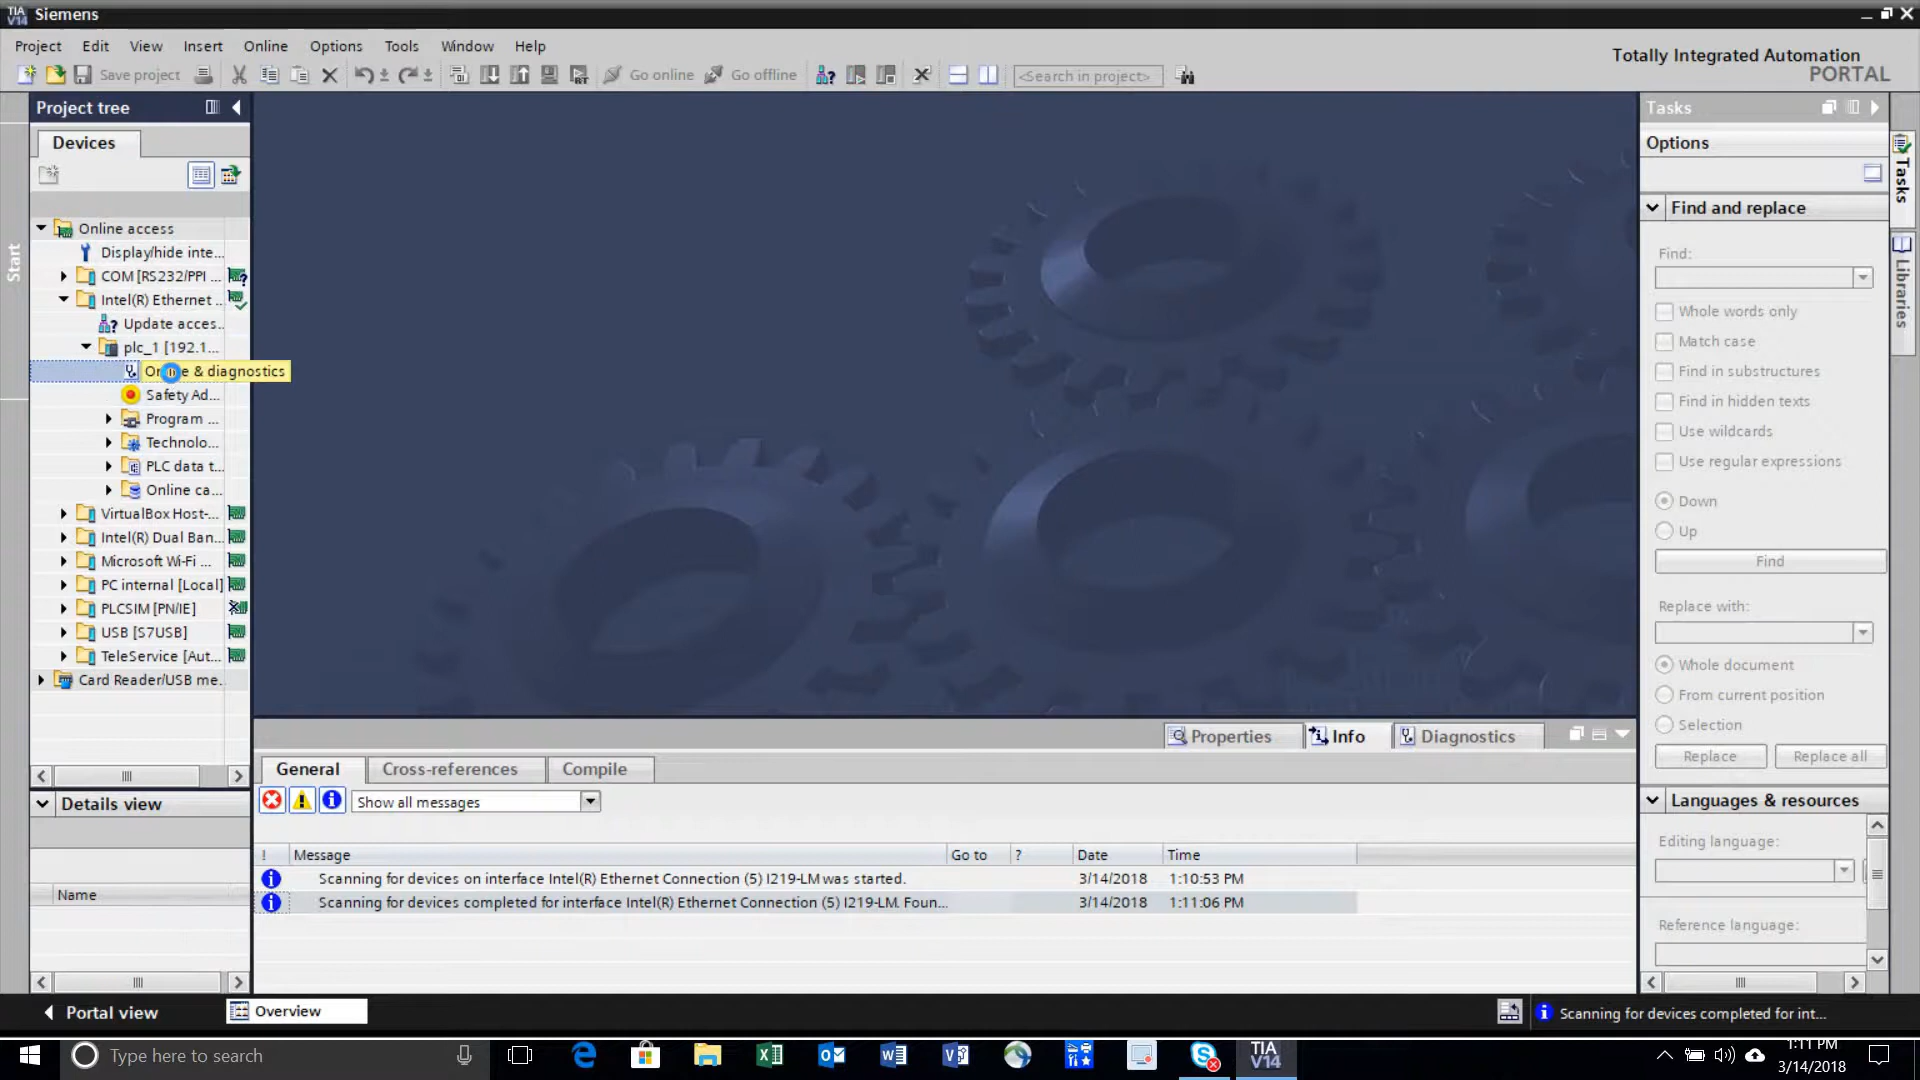 TIA V14 Siemens
Project Edit View Insert Online Options Tools Window Help
Totally Integrated Automation
PORTAL
Save project Go online Go offline <Search in project>
Project tree
Devices
Start
Online access
Display/hide inte...
COM [RS232/PPI ...
Intel(R) Ethernet ...
Update acces...
plc_1 [192.1...
Online & diagnostics
Safety Ad...
Program ...
Technolo...
PLC data t...
Online ca...
VirtualBox Host-...
Intel(R) Dual Ban...
Microsoft Wi-Fi ...
PC internal [Local]
PLCSIM [PN/IE]
USB [S7USB]
TeleService [Aut...
Card Reader/USB me...
Details view
Name
Properties Info Diagnostics
General Cross-references Compile
Show all messages
! Message Go to ? Date Time
Scanning for devices on interface Intel(R) Ethernet Connection (5) I219-LM was started. 3/14/2018 1:10:53 PM
Scanning for devices completed for interface Intel(R) Ethernet Connection (5) I219-LM. Foun... 3/14/2018 1:11:06 PM
Tasks
Options
Find and replace
Find:
Whole words only
Match case
Find in substructures
Find in hidden texts
Use wildcards
Use regular expressions
Down
Up
Find
Replace with:
Whole document
From current position
Selection
Replace Replace all
Languages & resources
Editing language:
Reference language:
Tasks
Libraries
Portal view Overview Scanning for devices completed for int...
Type here to search
TIA V14
1:11 PM
3/14/2018